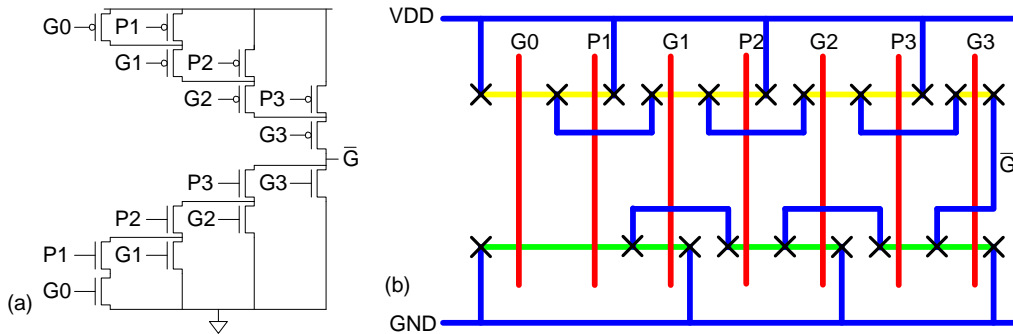 G0
P1
G1
P2
G2
P3
G3
G̅
P3
G3
P2
G2
P1
G1
G0
(a)
VDD
G0 P1 G1 P2 G2 P3 G3
G̅
(b)
GND